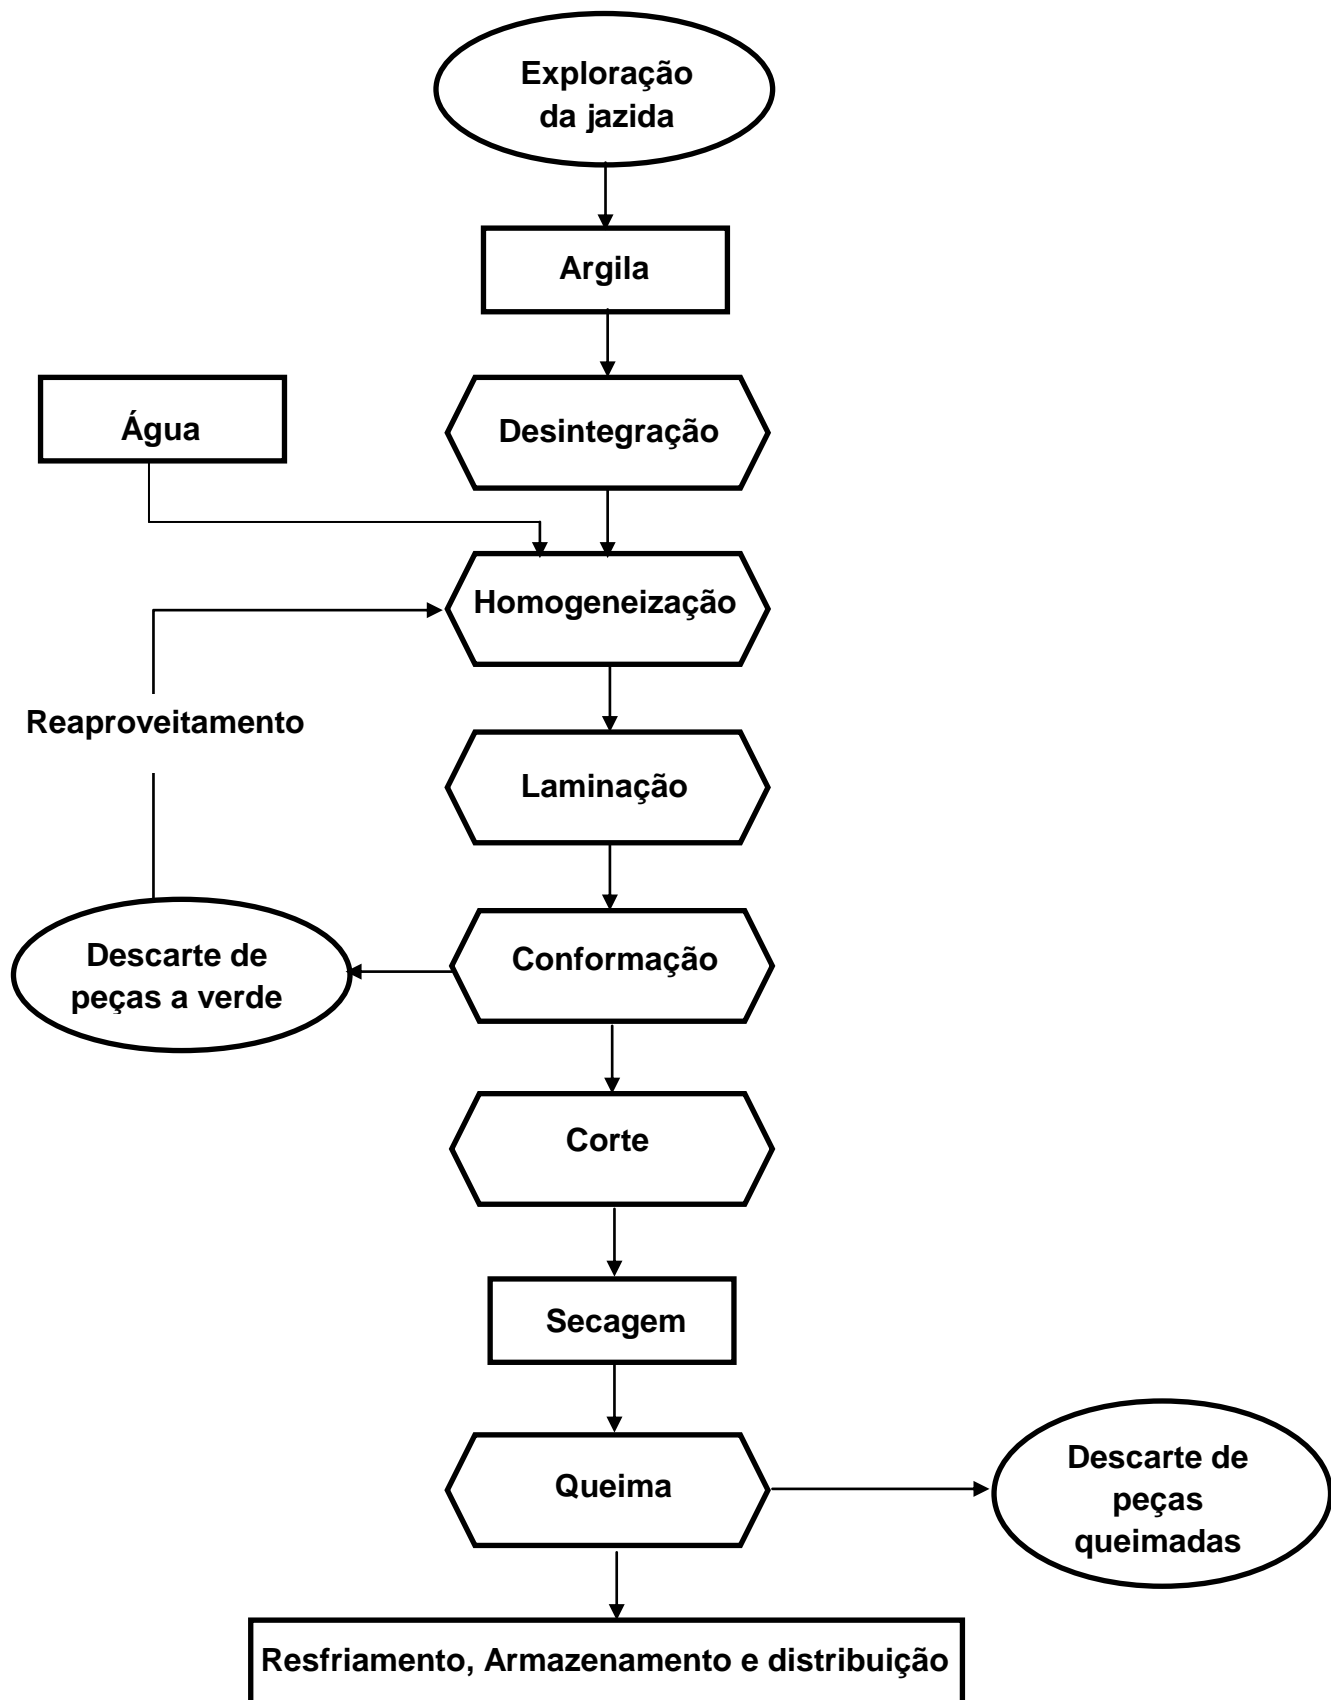 Exploração
da jazida
Argila
Água
Desintegração
Homogeneização
Reaproveitamento
Laminação
Descarte de
peças a verde
Conformação
Corte
Secagem
Queima
Descarte de
peças
queimadas
Resfriamento, Armazenamento e distribuição